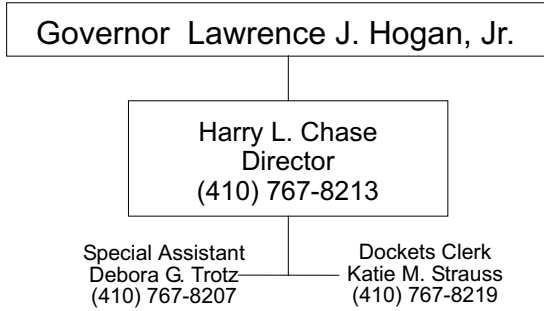 Governor Lawrence J. Hogan, Jr.
Harry L. Chase
Director
(410) 767-8213
Special Assistant
Debora G. Trotz
(410) 767-8207
Dockets Clerk
Katie M. Strauss
(410) 767-8219